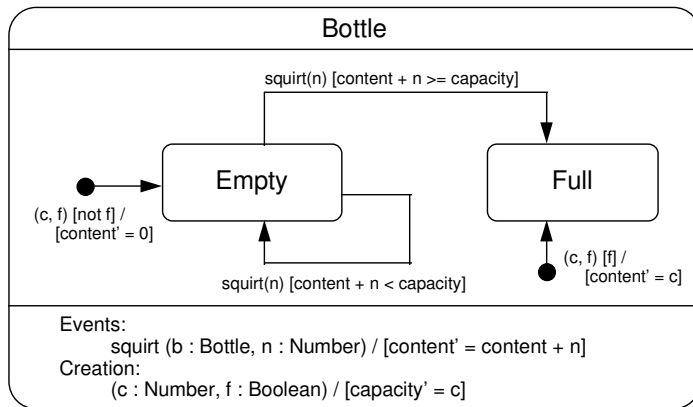 Bottle
squirt(n) [content + n >= capacity]
Empty
Full
(c, f) [not f] /
[content' = 0]
(c, f) [f] /
[content' = c]
squirt(n) [content + n < capacity]
Events:
squirt (b : Bottle, n : Number) / [content' = content + n]
Creation:
(c : Number, f : Boolean) / [capacity' = c]